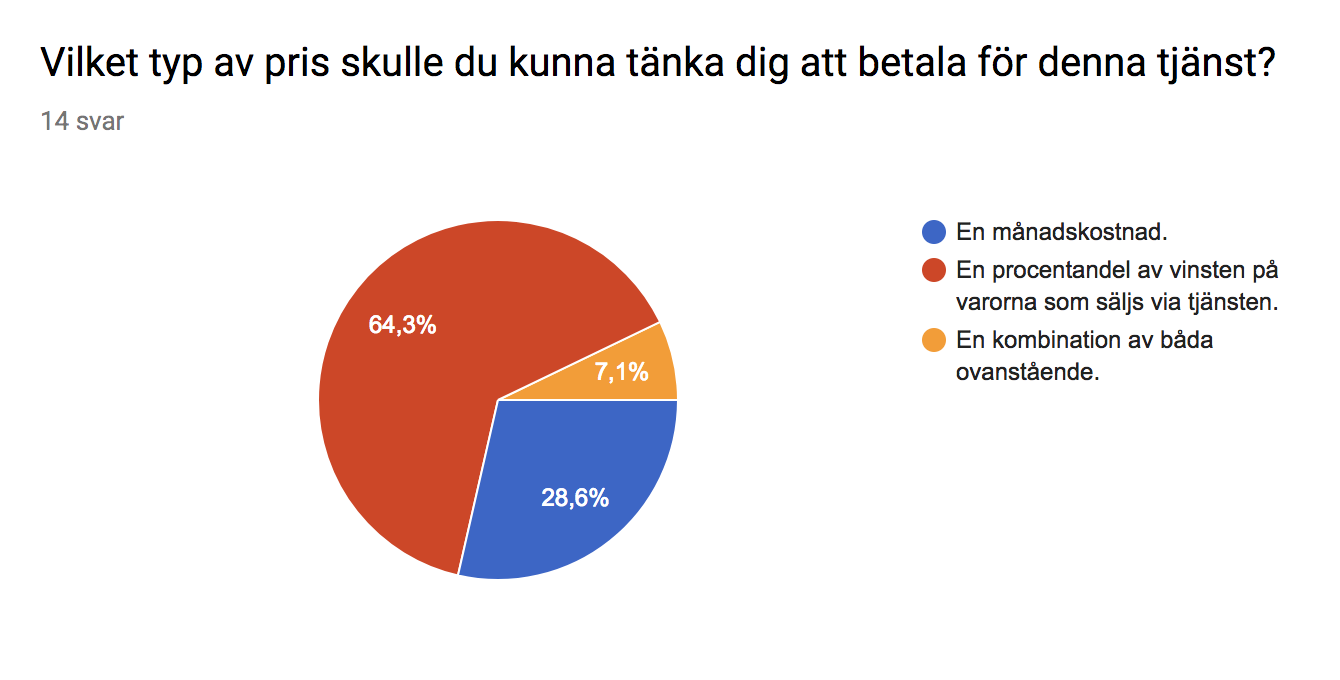 Vilket typ av pris skulle du kunna tänka dig att betala för denna tjänst?
14 svar
64,3%
7,1%
28,6%
En månadskostnad.
En procentandel av vinsten på
varorna som säljs via tjänsten.
En kombination av båda
ovanstående.